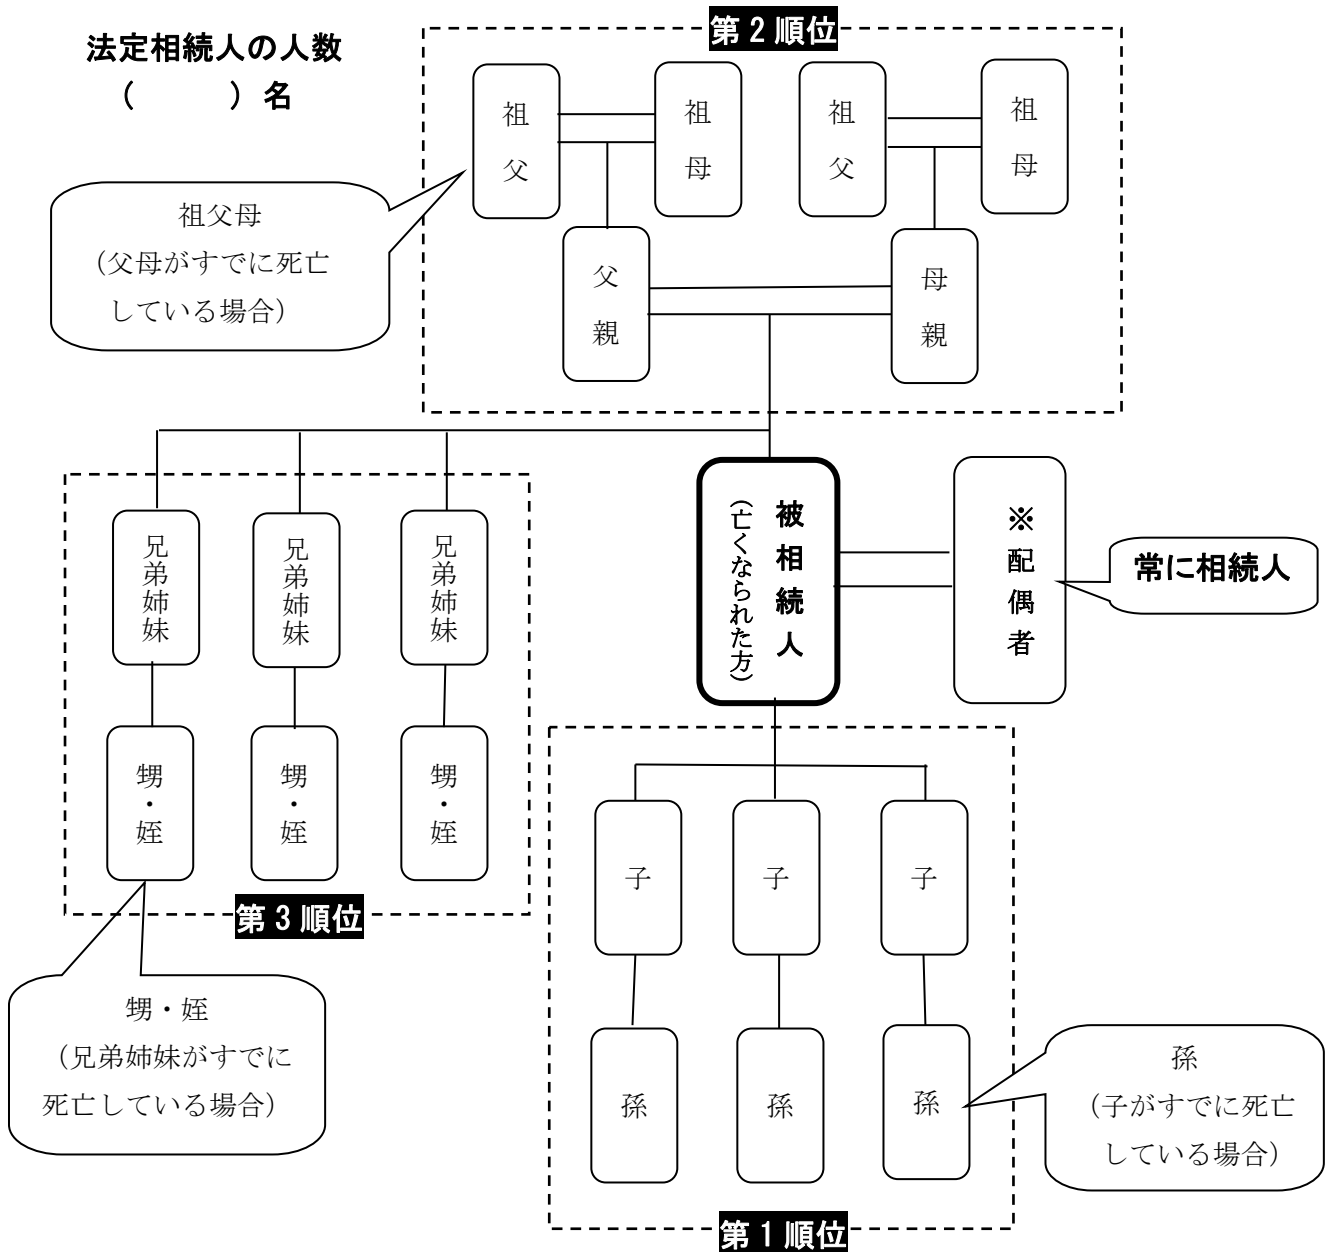 法定相続人の人数
(　　　)名
第2順位
祖父
祖母
祖父
祖母
祖父母
(父母がすでに死亡
している場合)
父親
母親
被相続人
(亡くなられた方)
※配偶者
常に相続人
兄弟姉妹
兄弟姉妹
兄弟姉妹
甥・姪
甥・姪
甥・姪
第3順位
甥・姪
(兄弟姉妹がすでに
死亡している場合)
子
子
子
孫
孫
孫
孫
(子がすでに死亡
している場合)
第1順位